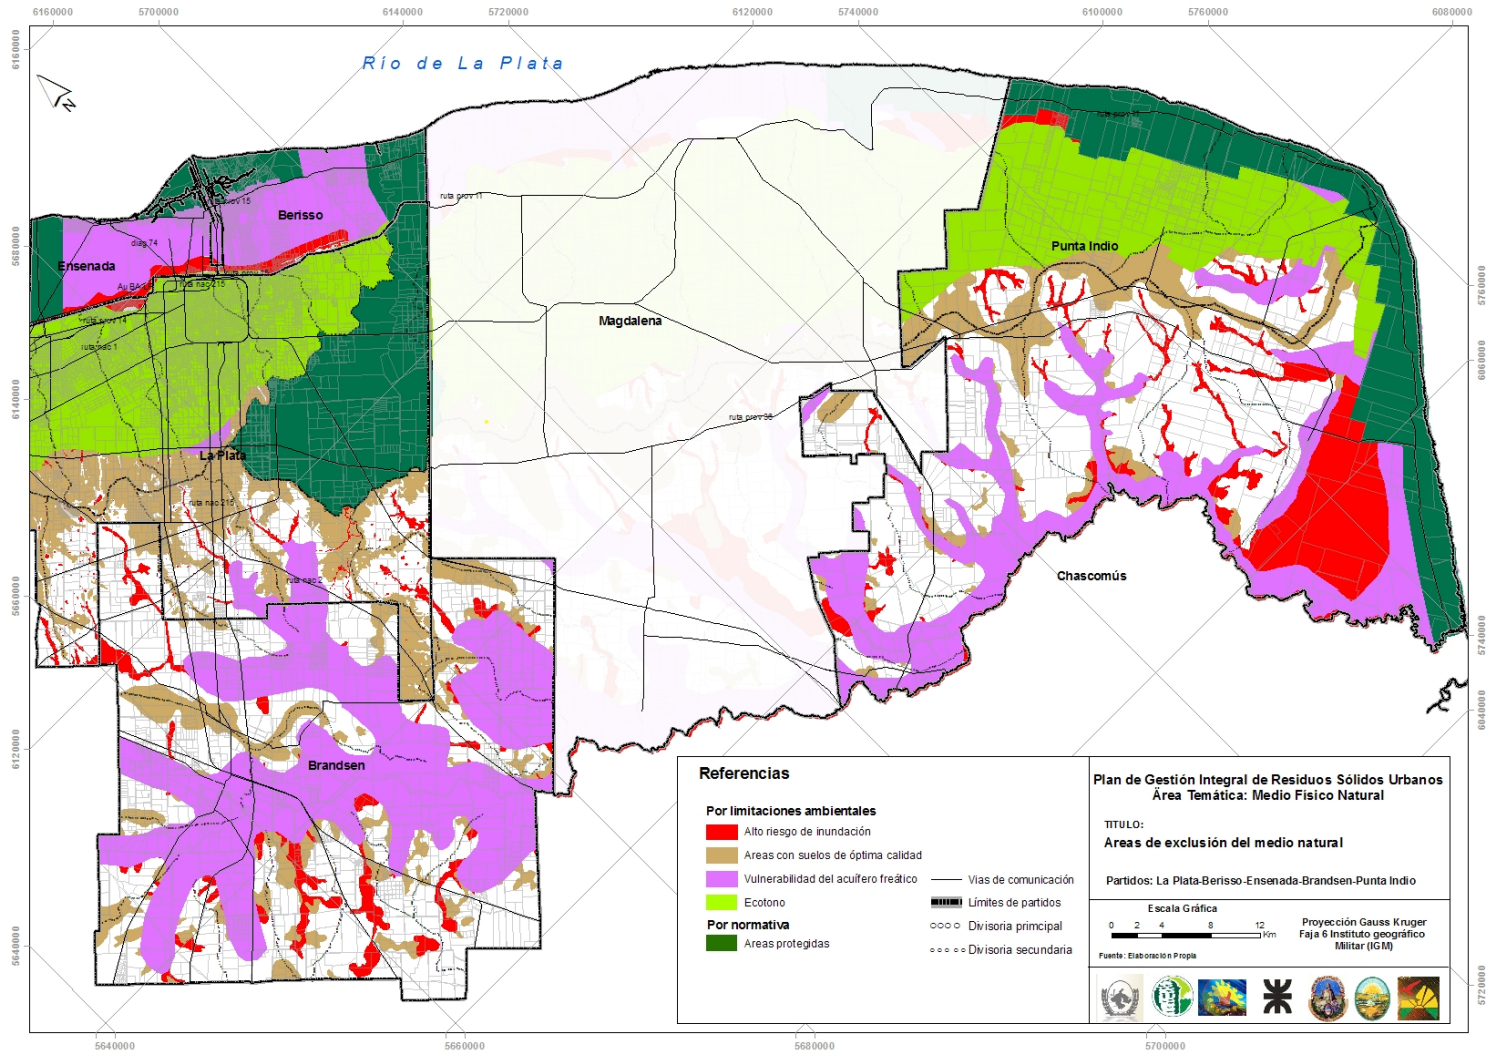 6160000
5700000
6140000
5720000
6120000
5740000
6100000
5760000
6080000
6160000
Río de La Plata
N
ruta prov 11
ruta prov 11
ruta prov 15
Berisso
diag 74
5680000
Punta Indio
Ensenada
5760000
ruta nac 215
ruta prov 14
Magdalena
ruta nac 1
6060000
6140000
ruta prov 36
La Plata
ruta nac 215
Chascomús
ruta nac 2
5660000
5740000
6040000
6120000
Brandsen
5640000
5720000
Referencias
Por limitaciones ambientales
Alto riesgo de inundación
Areas con suelos de óptima calidad
Vulnerabilidad del acuífero freático
Ecotono
Por normativa
Areas protegidas
Vias de comunicación
Límites de partidos
Divisoria primcipal
Divisoria secundaria
Plan de Gestión Integral de Residuos Sólidos Urbanos
Ärea Temática: Medio Fisico Natural
TITULO:
Areas de exclusión del medio natural
Partidos: La Plata-Berisso-Ensenada-Brandsen-Punta Indio
Escala Gráfica
0 2 4 8 12
Km
Proyección Gauss Kruger
Faja 6 Instituto geográfico
Militar (IGM)
Fuente: Elaboración Propia
5640000
5660000
5680000
5700000